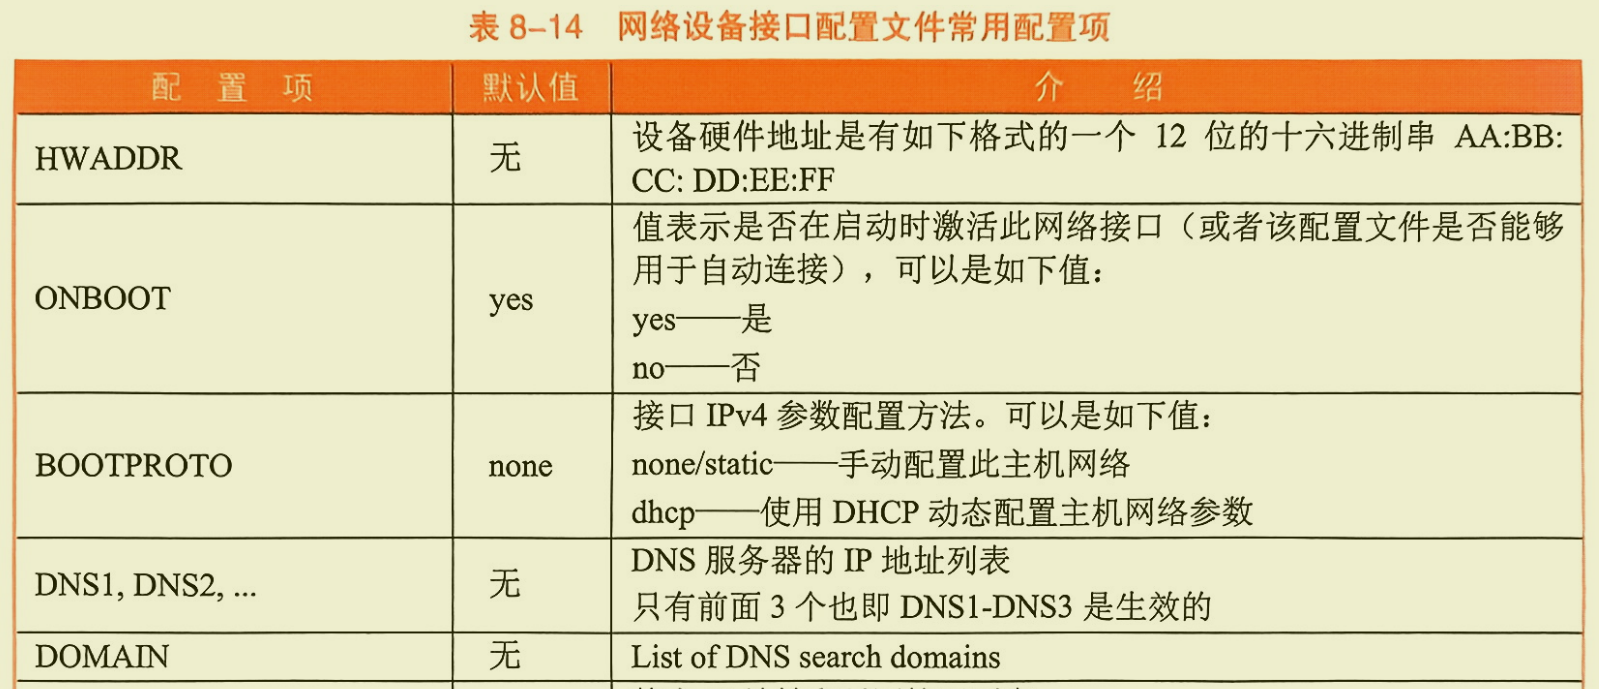 表 8-14 网络设备接口配置文件常用配置项
配 置 项 默认值 介 绍
HWADDR 无 设备硬件地址是有如下格式的一个 12 位的十六进制串 AA:BB:
CC: DD:EE:FF
ONBOOT yes 值表示是否在启动时激活此网络接口（或者该配置文件是否能够
用于自动连接），可以是如下值：
yes——是
no——否
BOOTPROTO none 接口 IPv4 参数配置方法。可以是如下值：
none/static——手动配置此主机网络
dhcp——使用 DHCP 动态配置主机网络参数
DNS1, DNS2, ... 无 DNS 服务器的 IP 地址列表
只有前面 3 个也即 DNS1-DNS3 是生效的
DOMAIN 无 List of DNS search domains